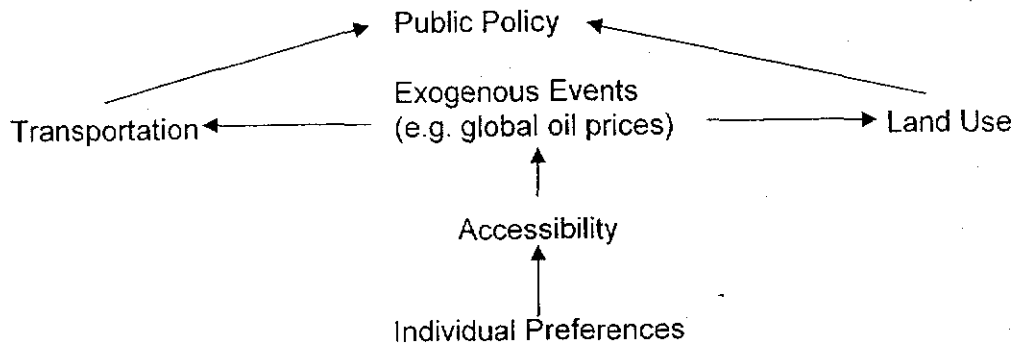 Public Policy
Exogenous Events
(e.g. global oil prices)
Transportation
Land Use
Accessibility
Individual Preferences